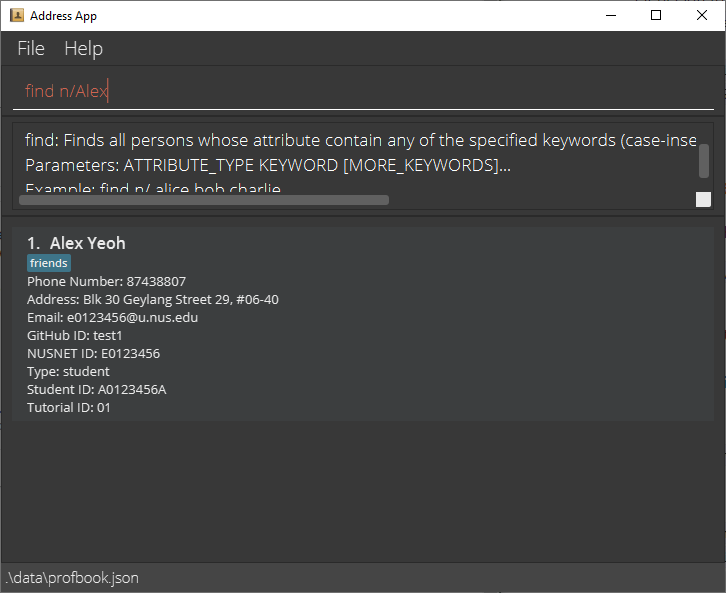 Address App
File Help
find n/Alex
find: Finds all persons whose attribute contain any of the specified keywords (case-inse
Parameters: ATTRIBUTE_TYPE KEYWORD [MORE_KEYWORDS]...
Example: find n/ alice bob charlie
1. Alex Yeoh
friends
Phone Number: 87438807
Address: Blk 30 Geylang Street 29, #06-40
Email: e0123456@u.nus.edu
GitHub ID: test1
NUSNET ID: E0123456
Type: student
Student ID: A0123456A
Tutorial ID: 01
.\data\profbook.json